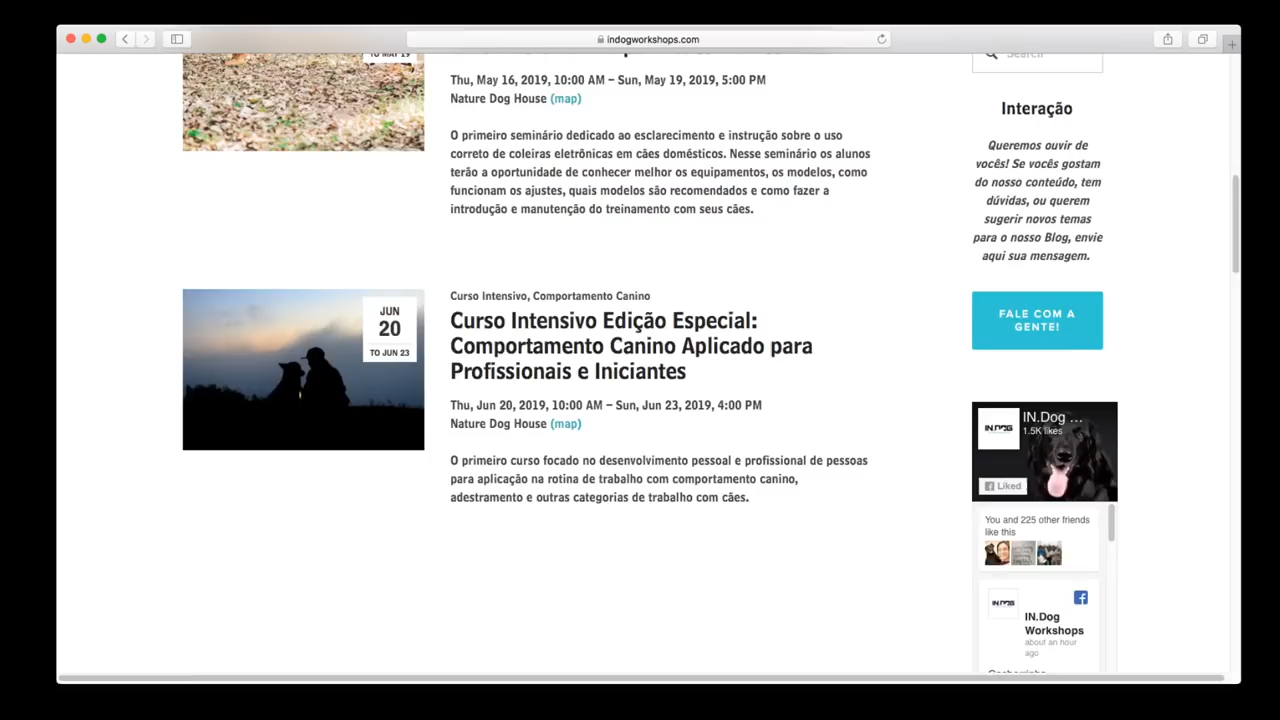 indogworkshops.com
TO MAY 19
Search
Thu, May 16, 2019, 10:00 AM – Sun, May 19, 2019, 5:00 PM
Nature Dog House (map)
O primeiro seminário dedicado ao esclarecimento e instrução sobre o uso
correto de coleiras eletrônicas em cães domésticos. Nesse seminário os alunos
terão a oportunidade de conhecer melhor os equipamentos, os modelos, como
funcionam os ajustes, quais modelos são recomendados e como fazer a
introdução e manutenção do treinamento com seus cães.
JUN
20
TO JUN 23
Curso Intensivo, Comportamento Canino
Curso Intensivo Edição Especial:
Comportamento Canino Aplicado para
Profissionais e Iniciantes
Thu, Jun 20, 2019, 10:00 AM – Sun, Jun 23, 2019, 4:00 PM
Nature Dog House (map)
O primeiro curso focado no desenvolvimento pessoal e profissional de pessoas
para aplicação na rotina de trabalho com comportamento canino,
adestramento e outras categorias de trabalho com cães.
Interação
Queremos ouvir de
vocês! Se vocês gostam
do nosso conteúdo, tem
dúvidas, ou querem
sugerir novos temas
para o nosso Blog, envie
aqui sua mensagem.
FALE COM A
GENTE!
IN.DOG
IN.Dog ...
1.5K likes
Liked
You and 225 other friends
like this
IN.DOG
IN.Dog
Workshops
about an hour
ago